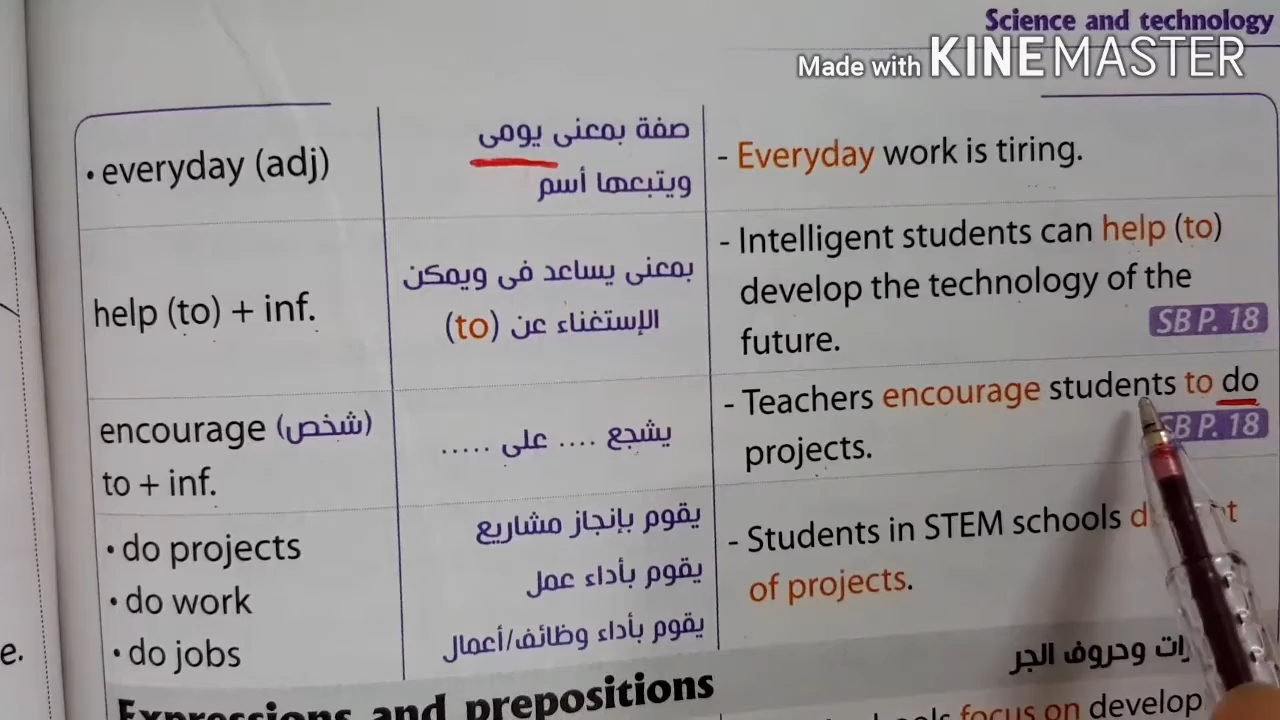 Science and technology
Made with KINEMASTER
• everyday (adj)
صفة بمعنى يومى
ويتبعها أسم
- Everyday work is tiring.
help (to) + inf.
بمعنى يساعد فى ويمكن
الإستغناء عن (to)
- Intelligent students can help (to)
develop the technology of the
future.
SB P. 18
encourage (شخص)
to + inf.
يشجع .... على .....
- Teachers encourage students to do
projects.
SB P. 18
• do projects
• do work
• do jobs
يقوم بإنجاز مشاريع
يقوم بأداء عمل
يقوم بأداء وظائف/أعمال
- Students in STEM schools
of projects.
e.
Expressions and prepositions
وحروف الجر
focus on develop